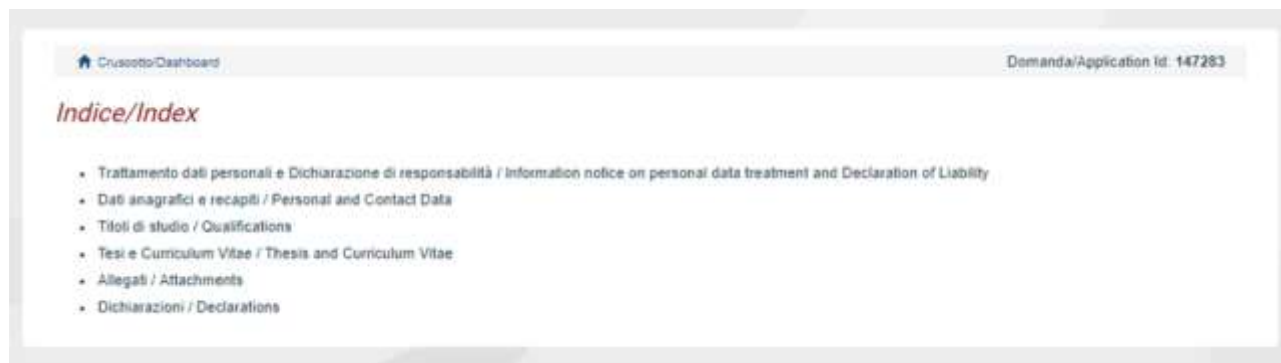 Cruscotto/Dashboard
Domanda/Application Id: 147283
Indice/Index
Trattamento dati personali e Dichiarazione di responsabilità / Information notice on personal data treatment and Declaration of Liability
Dati anagrafici e recapiti / Personal and Contact Data
Titoli di studio / Qualifications
Tesi e Curriculum Vitae / Thesis and Curriculum Vitae
Allegati / Attachments
Dichiarazioni / Declarations